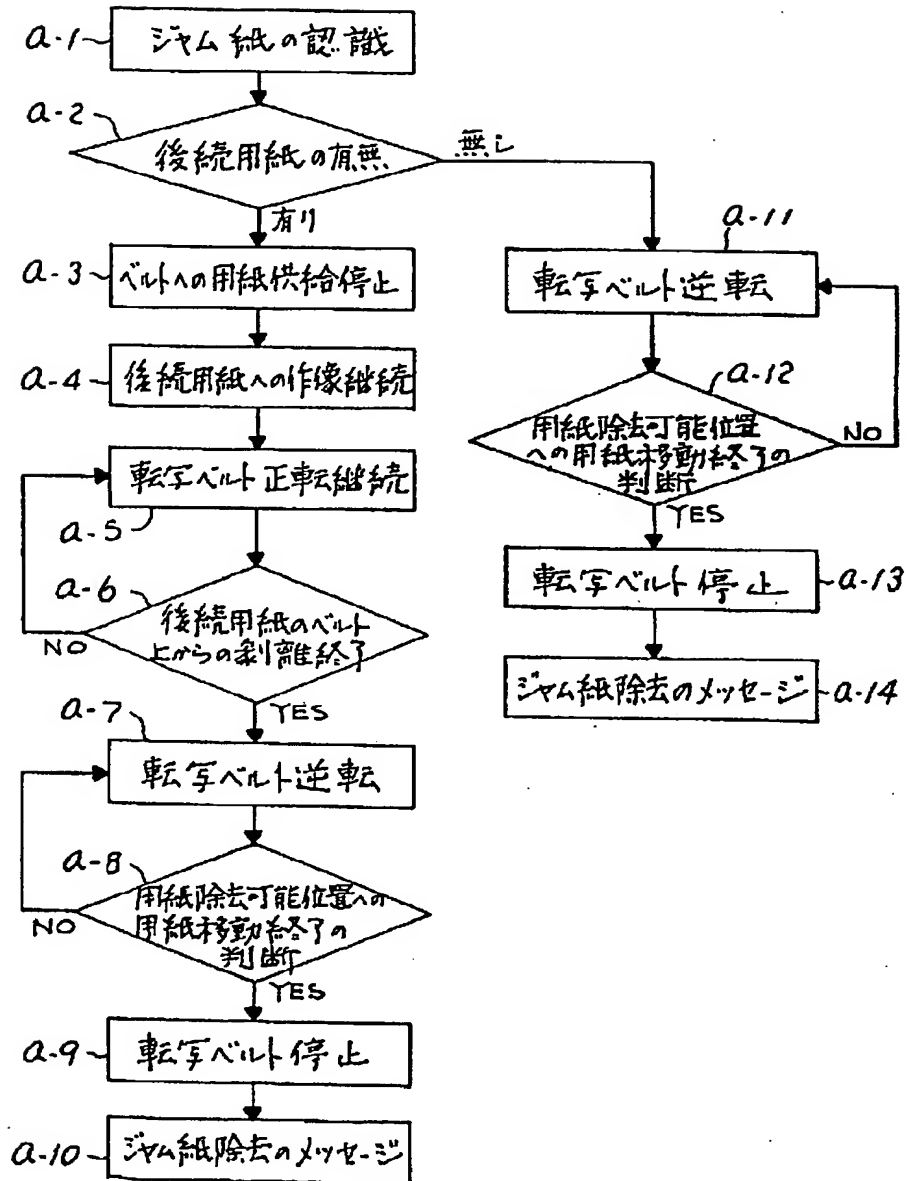 a-1
ジャム紙の認識
a-2
後続用紙の有無
無し
有り
a-3
ベルトへの用紙供給停止
a-4
後続用紙への作像継続
転写ベルト正転継続
a-5
a-6
後続用紙のベルト
上からの剥離終了
NO
YES
a-7
転写ベルト逆転
a-8
用紙除去可能位置への
用紙移動終了の
判断
NO
YES
a-9
転写ベルト停止
a-10
ジャム紙除去のメッセージ
a-11
転写ベルト逆転
a-12
用紙除去可能位置
への用紙移動終了の
判断
NO
YES
転写ベルト停止
a-13
ジャム紙除去のメッセージ
a-14